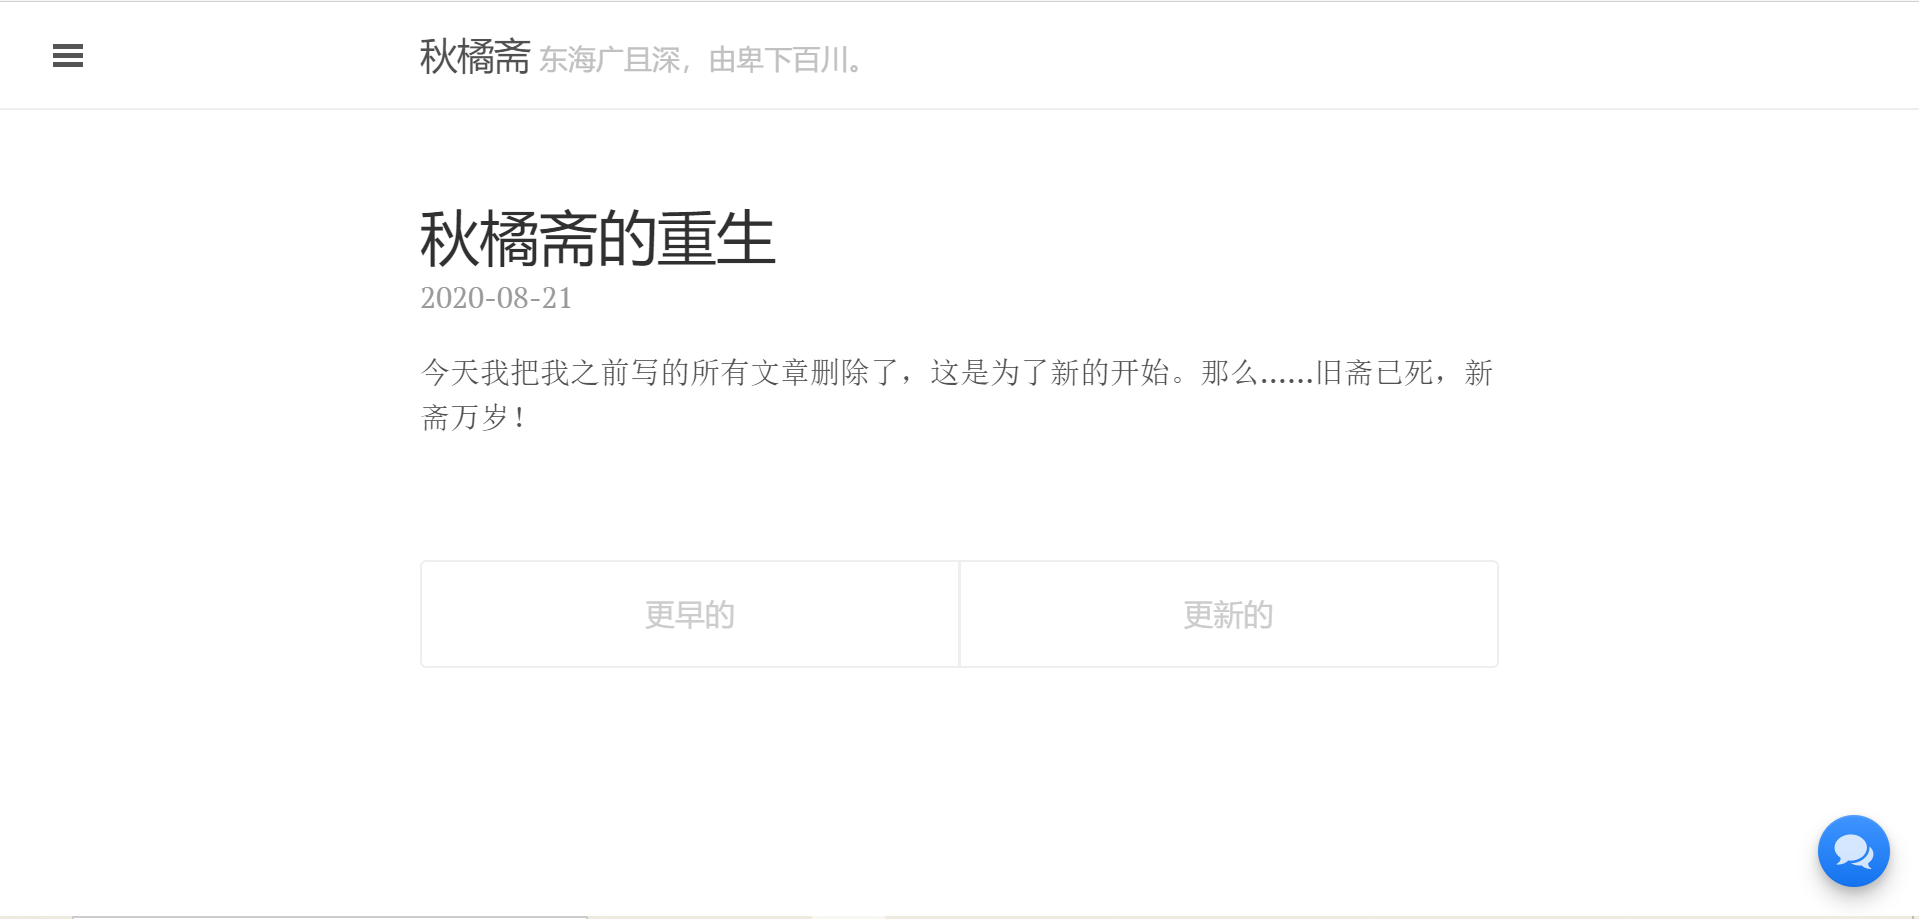 秋橘斋 东海广且深，由卑下百川。
秋橘斋的重生
2020-08-21
今天我把我之前写的所有文章删除了，这是为了新的开始。那么......旧斋已死，新
斋万岁！
更早的
更新的